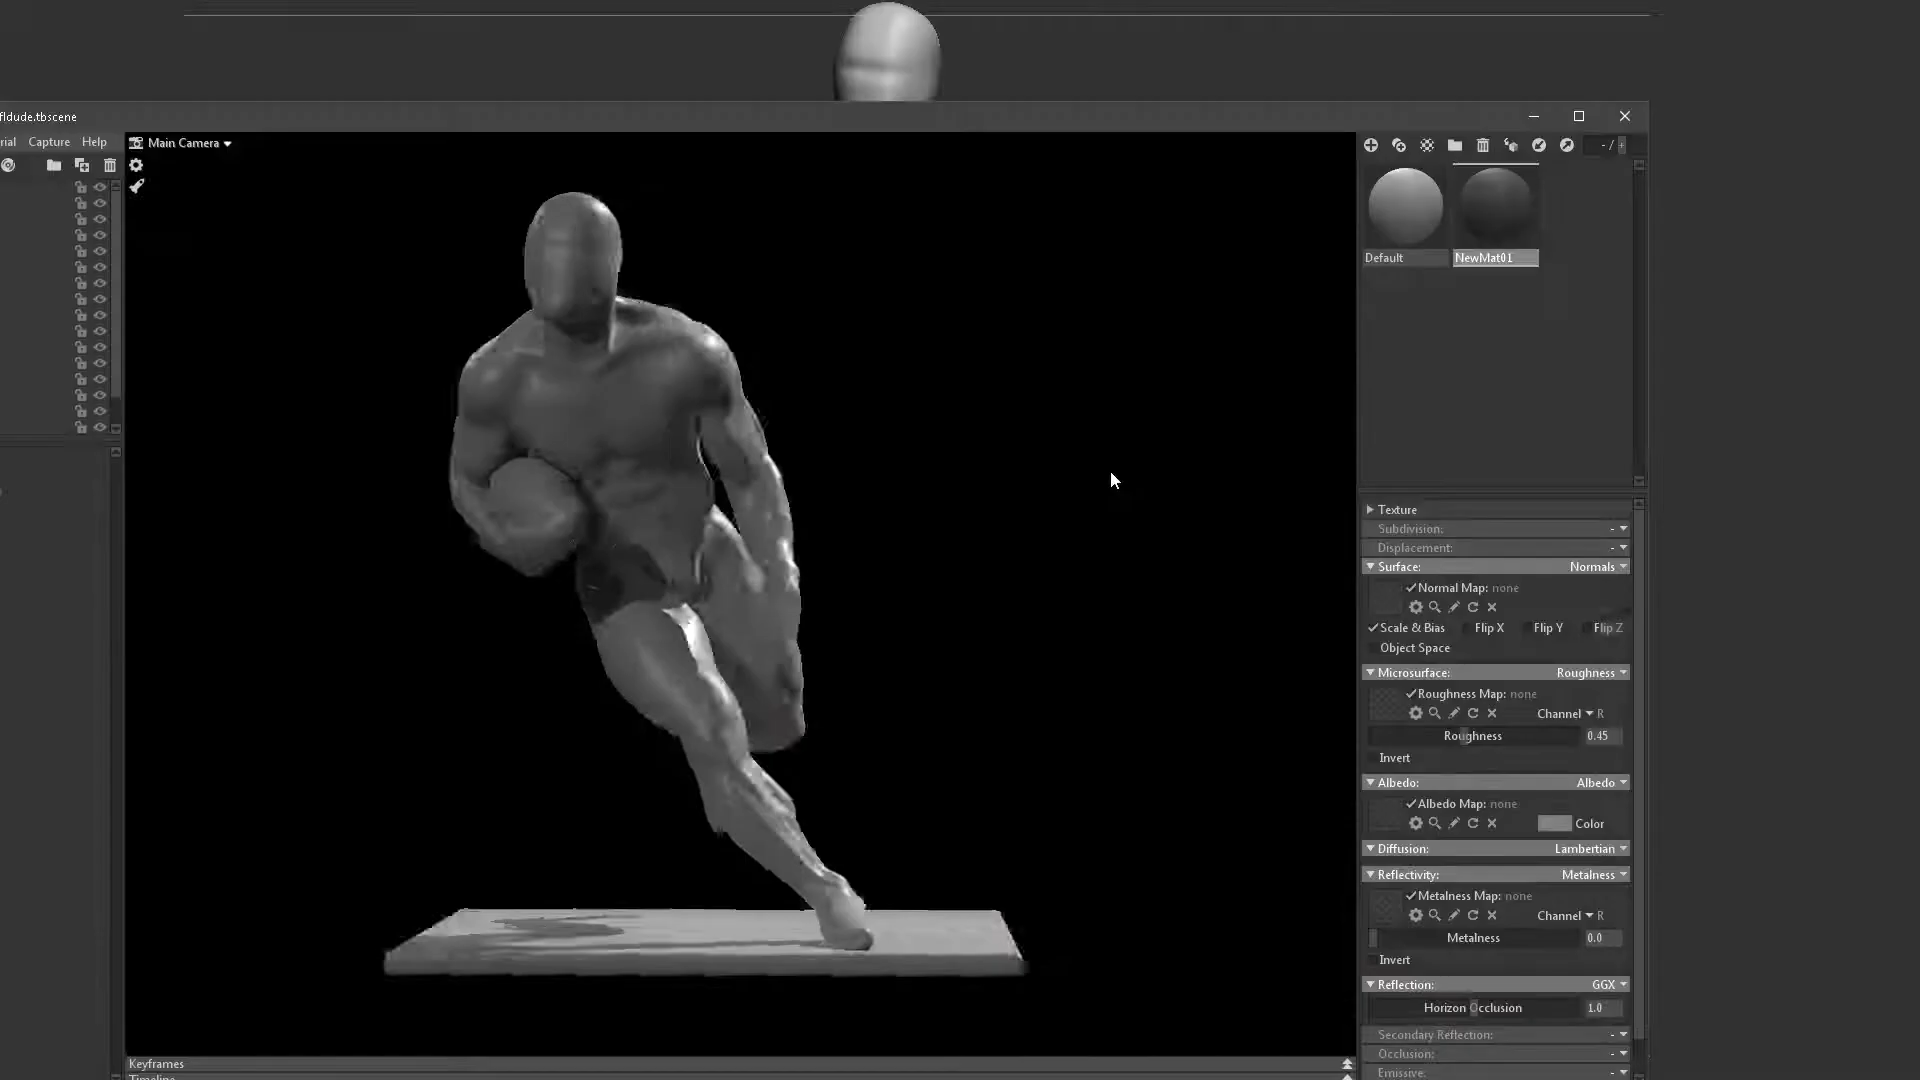 fldude.tbscene
rial Capture Help
Main Camera
- /
Default
NewMat01
Texture
Subdivision: -
Displacement: -
Surface: Normals
Normal Map: none
Scale & Bias Flip X Flip Y Flip Z
Object Space
Microsurface: Roughness
Roughness Map: none
Channel R
Roughness 0.45
Invert
Albedo: Albedo
Albedo Map: none
Color
Diffusion: Lambertian
Reflectivity: Metalness
Metalness Map: none
Channel R
Metalness 0.0
Invert
Reflection: GGX
Horizon Occlusion 1.0
Secondary Reflection: -
Occlusion: -
Emissive: -
Keyframes
Timeline